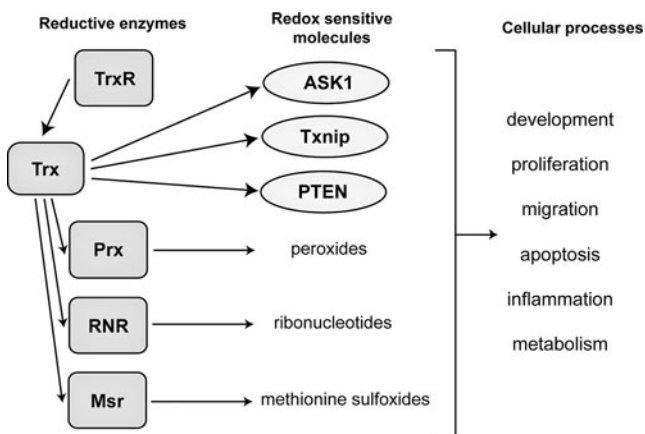 Reductive enzymes
Redox sensitive
molecules
Cellular processes
TrxR
Trx
ASK1
Txnip
PTEN
Prx
peroxides
RNR
ribonucleotides
Msr
methionine sulfoxides
development
proliferation
migration
apoptosis
inflammation
metabolism